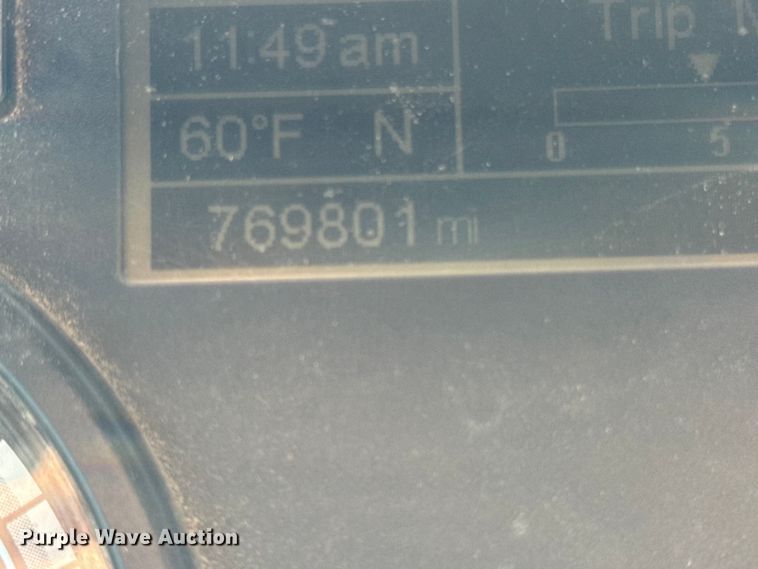 11:49 am
Trip
60°F N
0 5
769801 mi
Purple Wave Auction